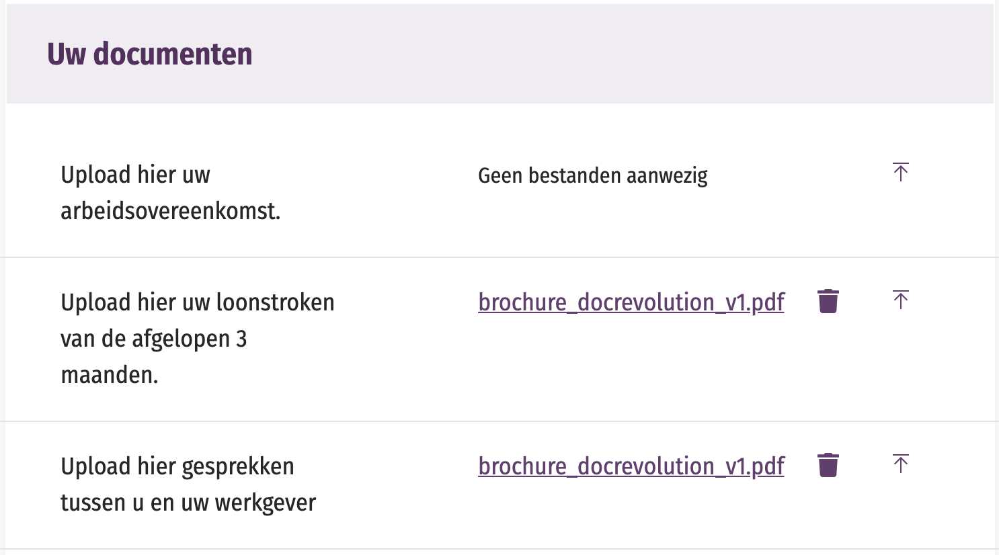 Uw documenten
Upload hier uw
arbeidsovereenkomst.
Geen bestanden aanwezig
Upload hier uw loonstroken
van de afgelopen 3
maanden.
brochure_docrevolution_v1.pdf
Upload hier gesprekken
tussen u en uw werkgever
brochure_docrevolution_v1.pdf